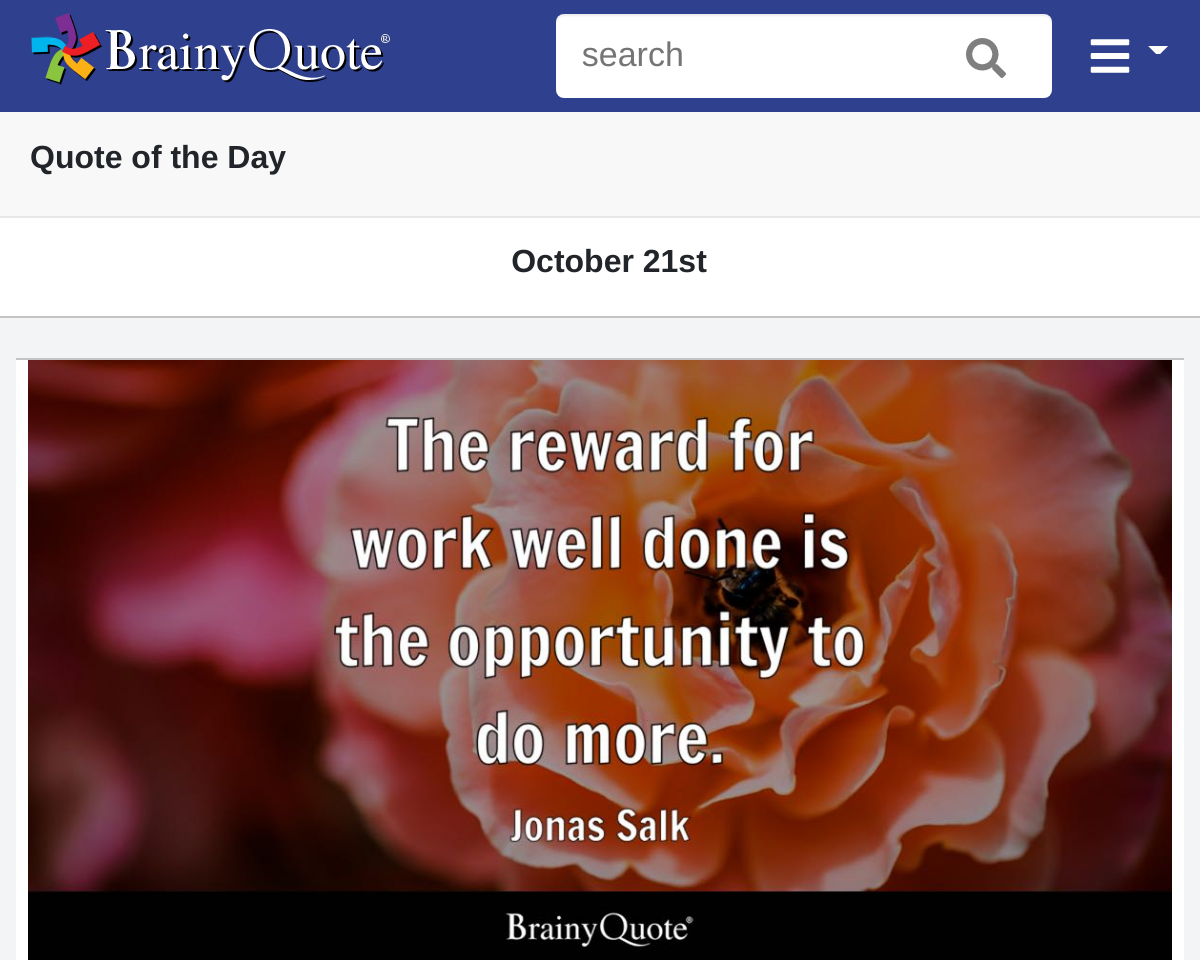 BrainyQuote®
search
Quote of the Day
October 21st
The reward for
work well done is
the opportunity to
do more.
Jonas Salk
BrainyQuote®